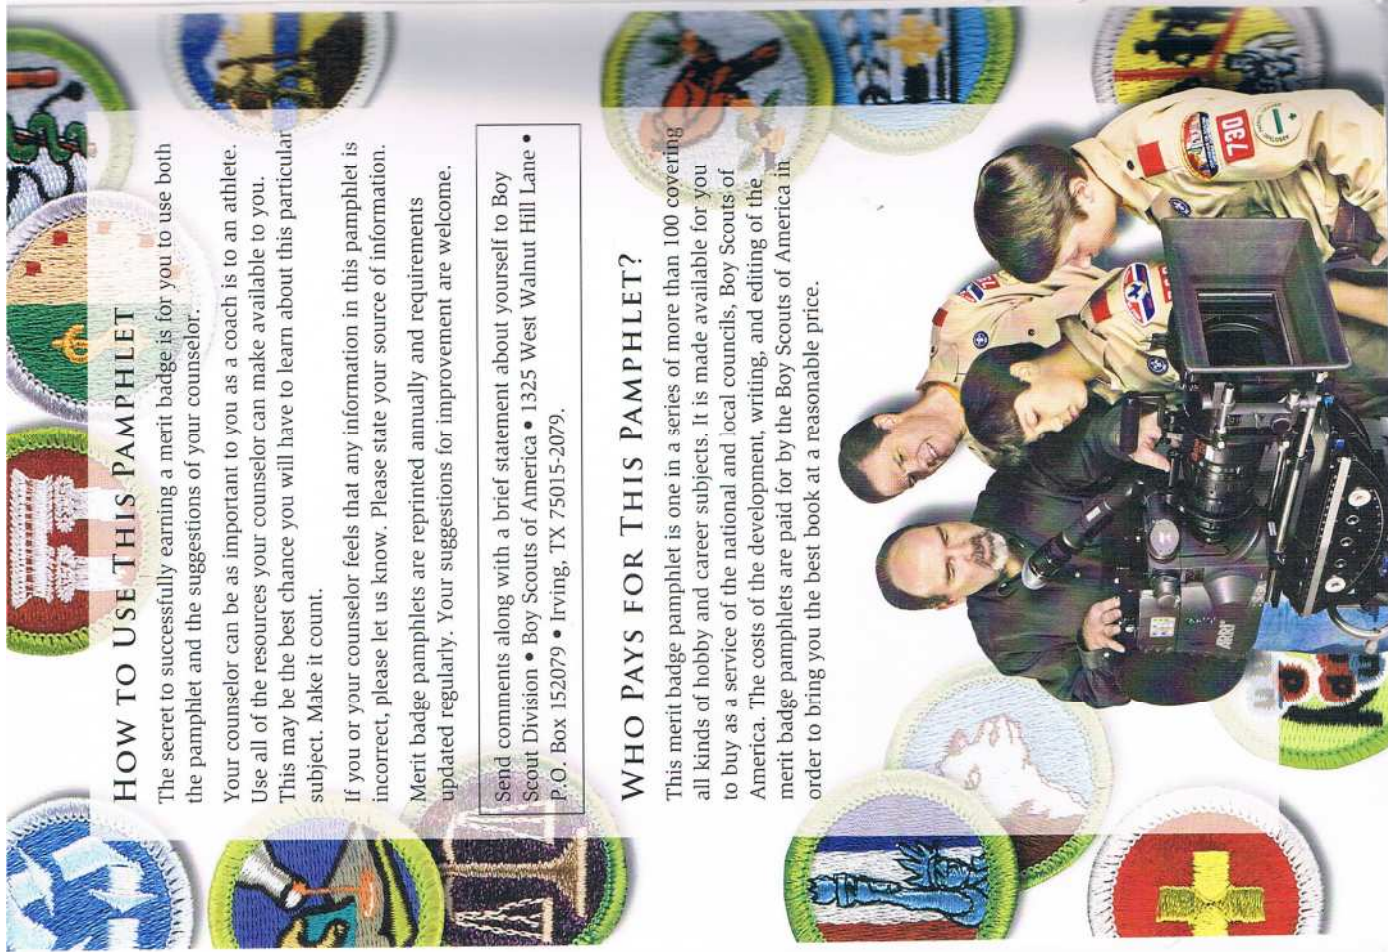 HOW TO USE THIS PAMPHLET
The secret to successfully earning a merit badge is for you to use both
the pamphlet and the suggestions of your counselor.
Your counselor can be as important to you as a coach is to an athlete.
Use all of the resources your counselor can make available to you.
This may be the best chance you will have to learn about this particular
subject. Make it count.
If you or your counselor feels that any information in this pamphlet is
incorrect, please let us know. Please state your source of information.
Merit badge pamphlets are reprinted annually and requirements
updated regularly. Your suggestions for improvement are welcome.
Send comments along with a brief statement about yourself to Boy
Scout Division • Boy Scouts of America • 1325 West Walnut Hill Lane •
P.O. Box 152079 • Irving, TX 75015-2079.
WHO PAYS FOR THIS PAMPHLET?
This merit badge pamphlet is one in a series of more than 100 covering
all kinds of hobby and career subjects. It is made available for you
to buy as a service of the national and local councils, Boy Scouts of
America. The costs of the development, writing, and editing of the
merit badge pamphlets are paid for by the Boy Scouts of America in
order to bring you the best book at a reasonable price.
730
ARRI